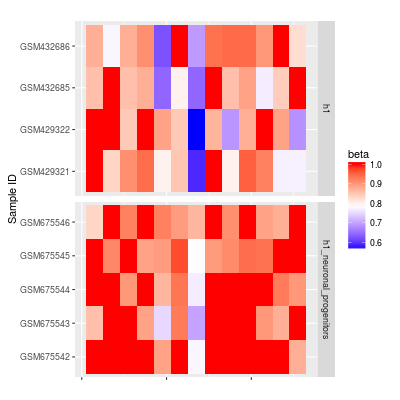 GSM432686
GSM432685
GSM429322
GSM429321
GSM675546
GSM675545
GSM675544
GSM675543
GSM675542
Sample ID
h1
h1_neuronal_progenitors
beta
1.0
0.9
0.8
0.7
0.6